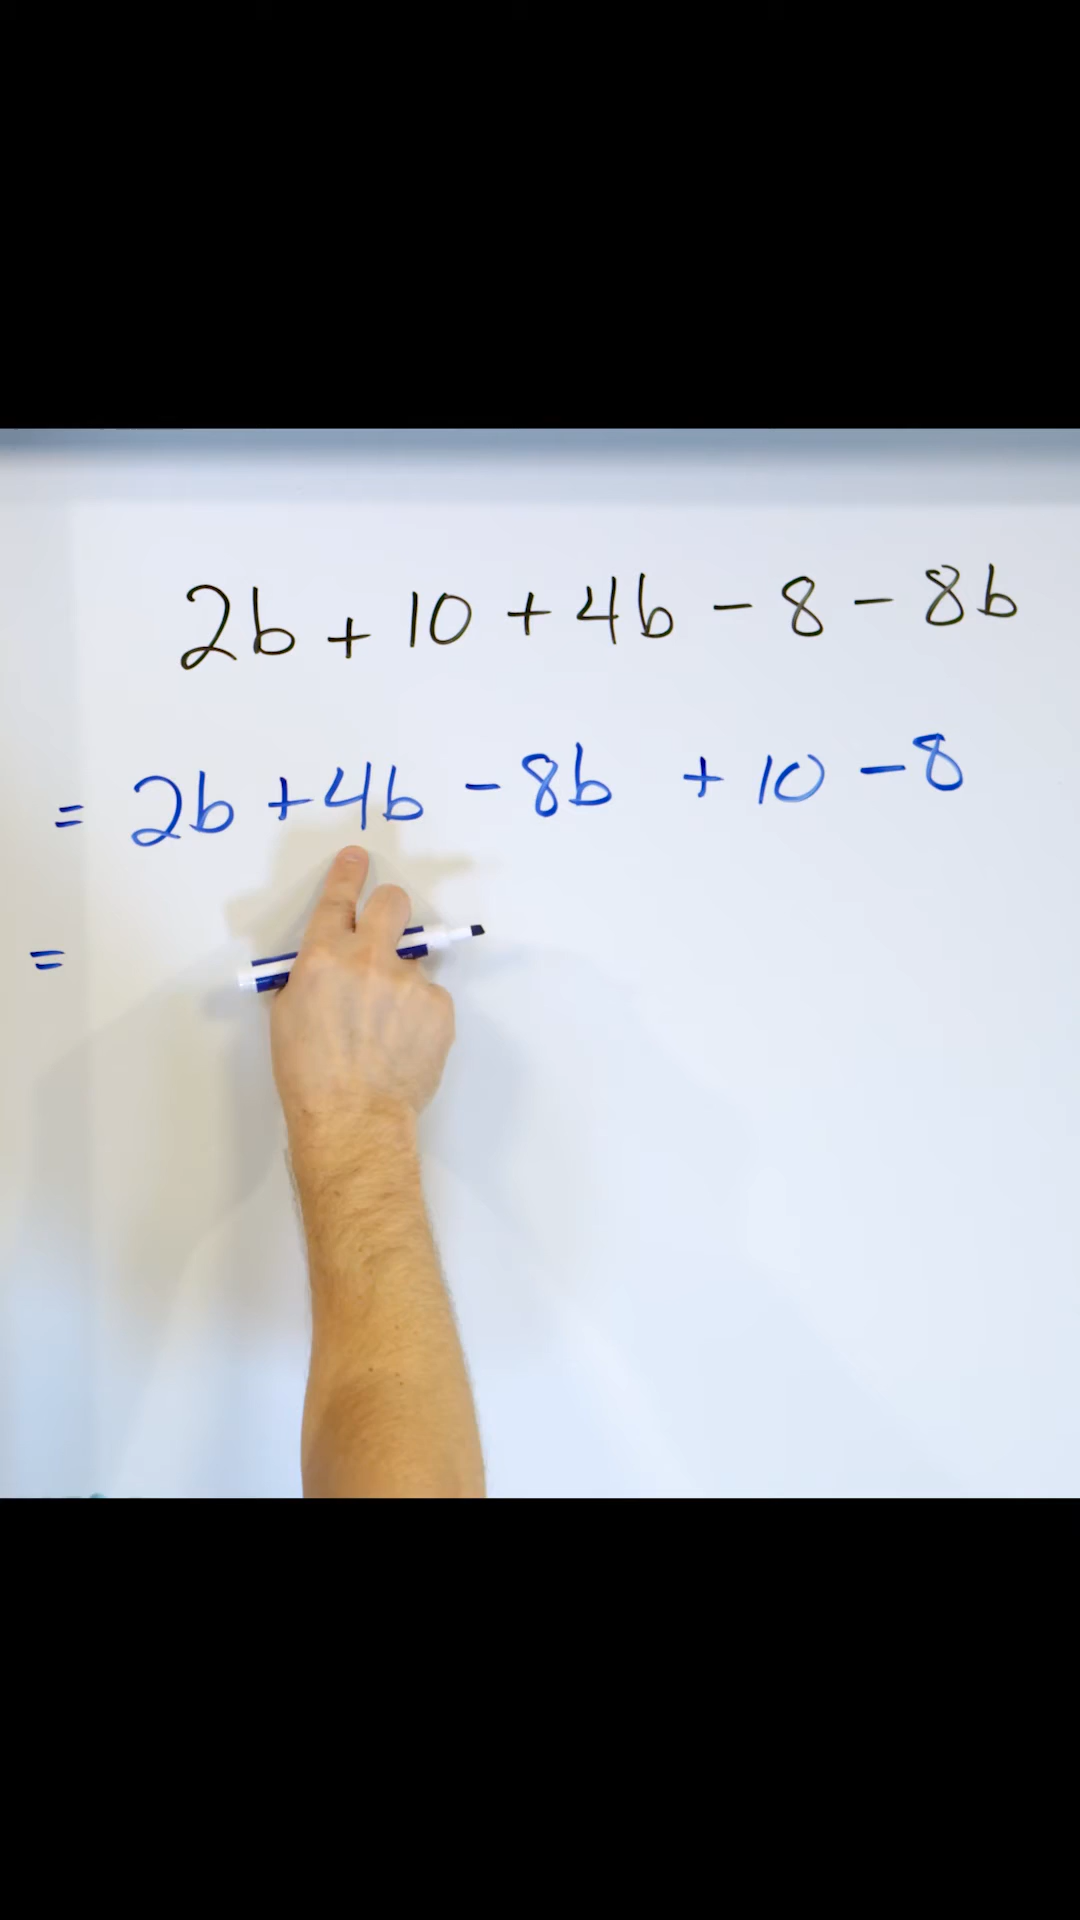 2b + 10 + 4b - 8 - 8b
= 2b + 4b - 8b + 10 - 8
=